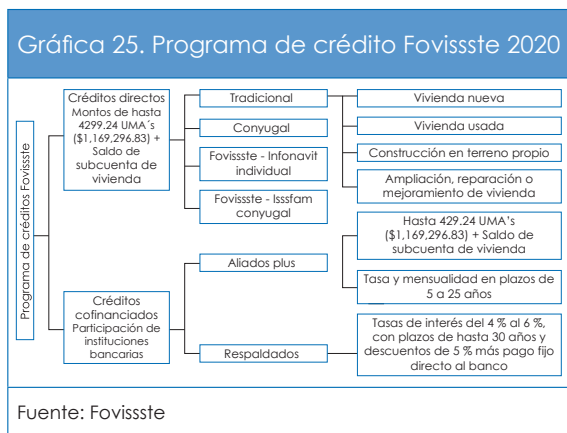 Gráfica 25. Programa de crédito Fovissste 2020
Programa de créditos Fovissste
Créditos directos
Montos de hasta
4299.24 UMA´s
($1,169,296.83) +
Saldo de
subcuenta de
vivienda
Tradicional
Conyugal
Fovissste - Infonavit
individual
Fovissste - Isssfam
conyugal
Vivienda nueva
Vivienda usada
Construcción en terreno propio
Ampliación, reparación o
mejoramiento de vivienda
Créditos
cofinanciados
Participación de
instituciones
bancarias
Aliados plus
Hasta 429.24 UMA’s
($1,169,296.83) + Saldo de
subcuenta de vivienda
Tasa y mensualidad en plazos de
5 a 25 años
Respaldados
Tasas de interés del 4 % al 6 %,
con plazos de hasta 30 años y
descuentos de 5 % más pago fijo
directo al banco
Fuente: Fovissste